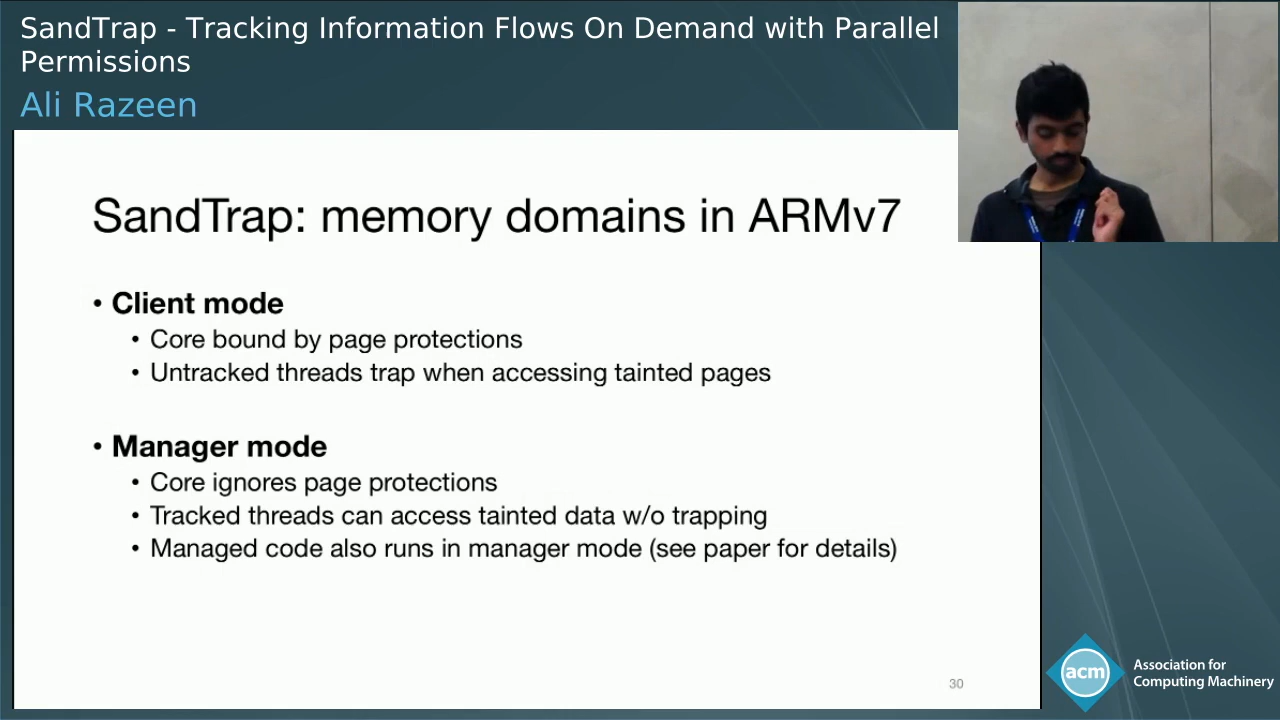 SandTrap - Tracking Information Flows On Demand with Parallel
Permissions
Ali Razeen
SandTrap: memory domains in ARMv7
• Client mode
• Core bound by page protections
• Untracked threads trap when accessing tainted pages
• Manager mode
• Core ignores page protections
• Tracked threads can access tainted data w/o trapping
• Managed code also runs in manager mode (see paper for details)
30
acm
Association for
Computing Machinery